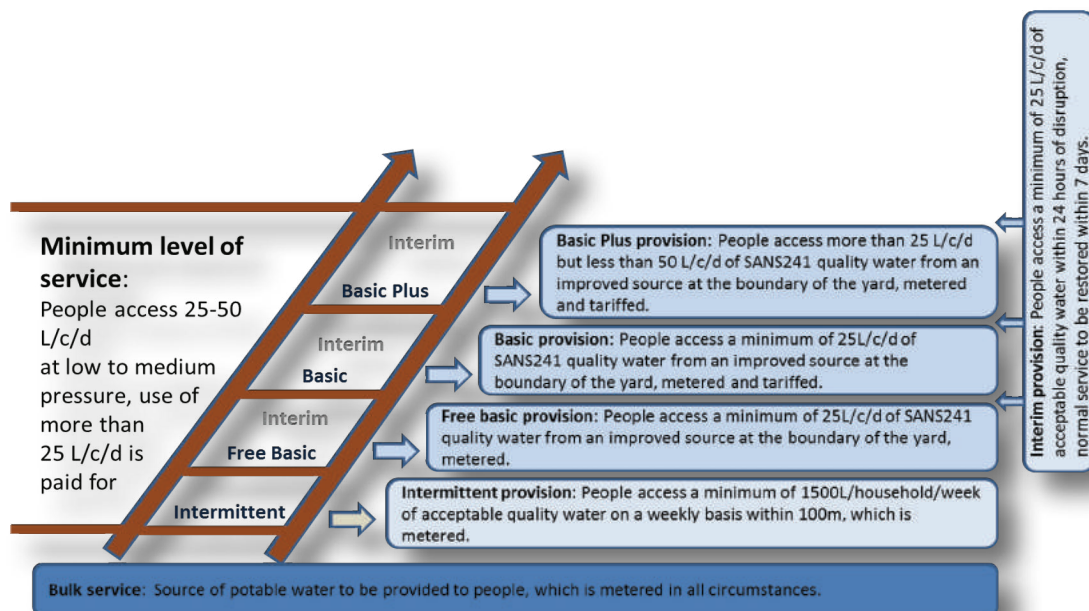 Minimum level of
service:
People access 25-50
L/c/d
at low to medium
pressure, use of
more than
25 L/c/d is
paid for
Interim
Basic Plus
Interim
Basic
Interim
Free Basic
Intermittent
Basic Plus provision: People access more than 25 L/c/d
but less than 50 L/c/d of SANS241 quality water from an
improved source at the boundary of the yard, metered
and tariffed.
Basic provision: People access a minimum of 25L/c/d of
SANS241 quality water from an improved source at the
boundary of the yard, metered and tariffed.
Free basic provision: People access a minimum of 25L/c/d of SANS241
quality water from an improved source at the boundary of the yard,
metered.
Intermittent provision: People access a minimum of 1500L/household/week
of acceptable quality water on a weekly basis within 100m, which is
metered.
Interim provision: People access a minimum of 25 L/c/d of
acceptable quality water within 24 hours of disruption,
normal service to be restored within 7 days.
Bulk service: Source of potable water to be provided to people, which is metered in all circumstances.